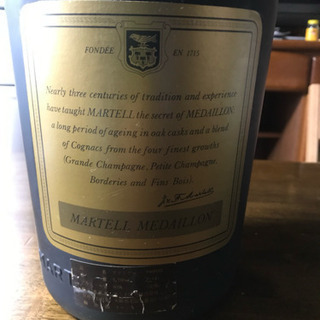 FONDÉE EN 1715
Nearly three centuries of tradition and experience
have taught MARTELL the secret of MEDAILLON,
a long period of ageing in oak casks and a blend
of Cognacs from the four finest growths
(Grande Champagne, Petite Champagne,
Borderies and Fins Bois).
MARTELL MEDAILLON